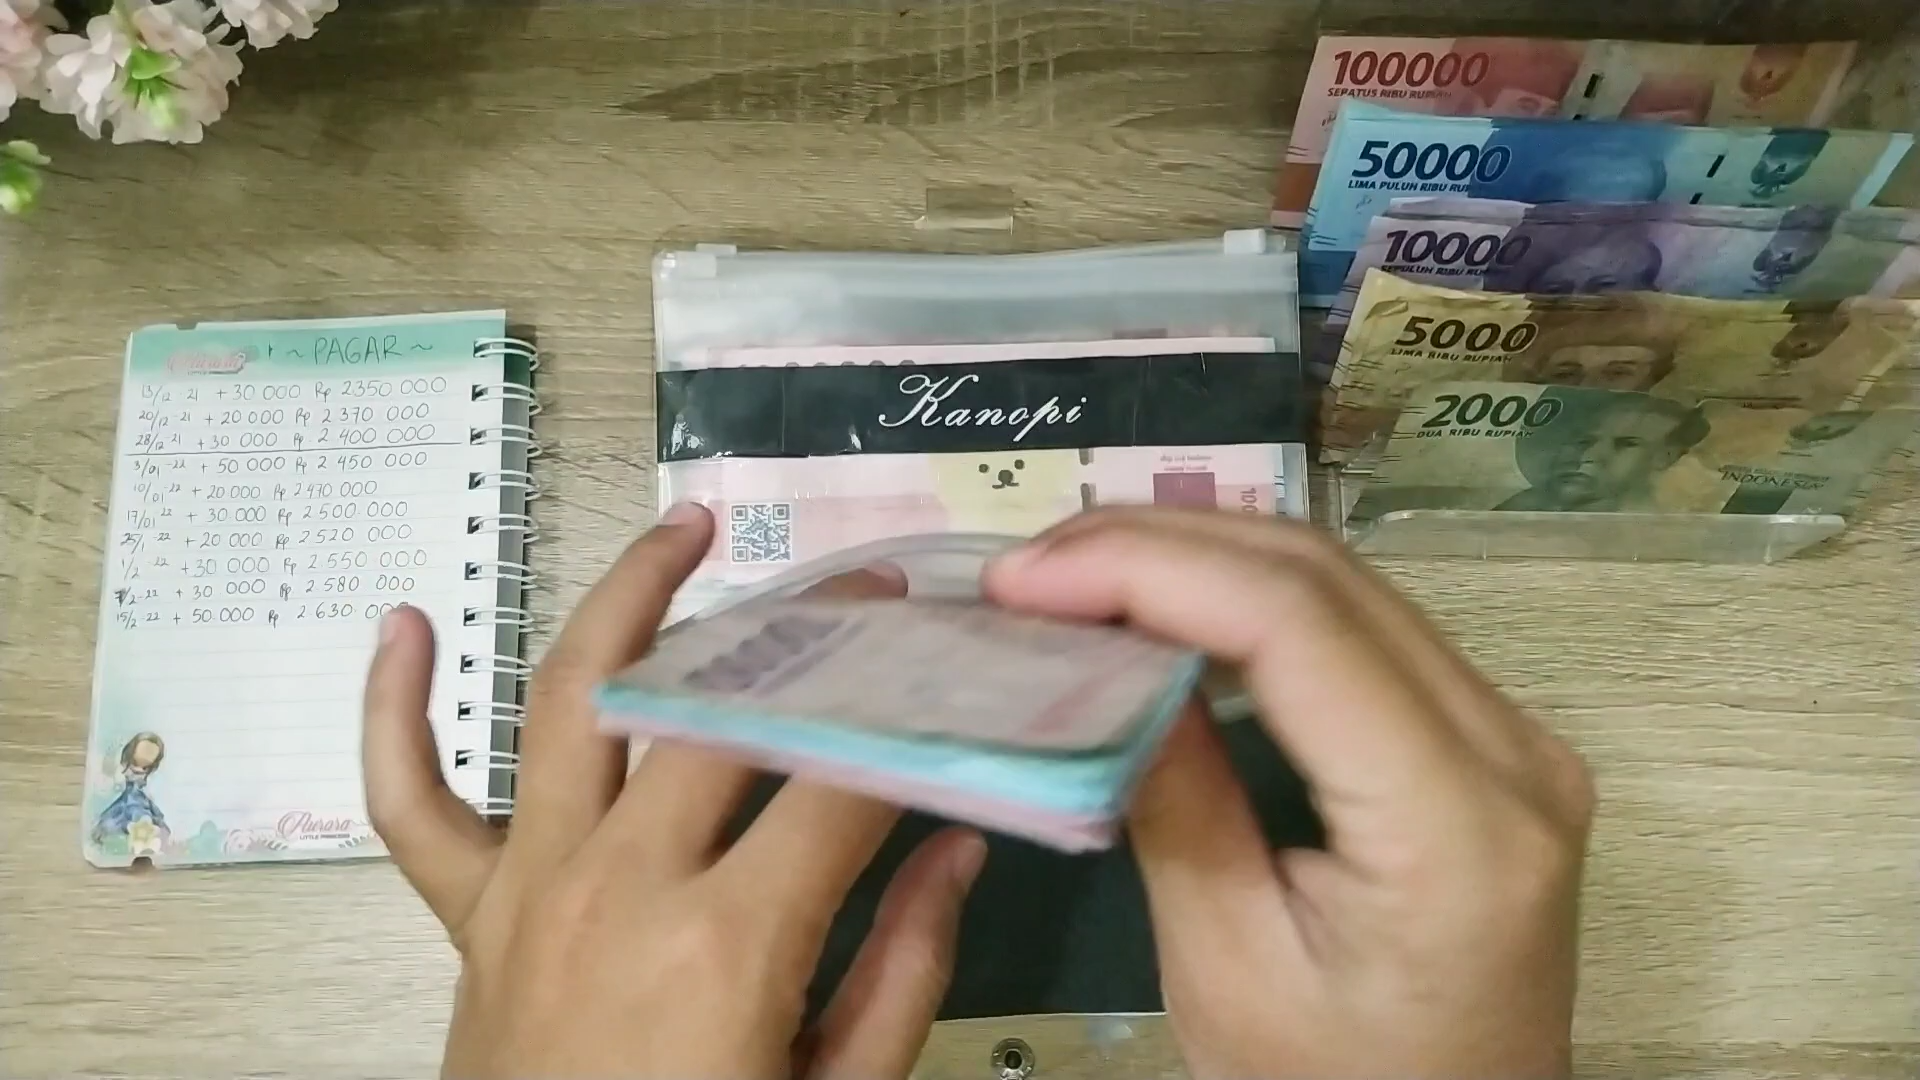 ~ PAGAR ~
13/12-21 + 30 000 Rp 2350 000
20/12-21 + 20 000 Rp 2 370 000
28/12 21 + 30 000 Rp 2 400 000
3/01-22 + 50 000 Rp 2 450 000
10/01-22 + 20 000 Rp 2 470 000
17/01 22 + 30 000 Rp 2 500 000
25/1-22 + 20 000 Rp 2 520 000
1/2-22 + 30 000 Rp 2 550 000
7/2-22 + 30 000 Rp 2 580 000
15/2-22 + 50.000 Rp 2 630 000
Aurora
LITTLE PRINCESS
Kanopi
100000
SEPATUS RIBU RUPIAH
50000
LIMA PULUH RIBU RUPIAH
10000
SEPULUH RIBU RUPIAH
5000
LIMA RIBU RUPIAH
2000
DUA RIBU RUPIAH
INDONESIA